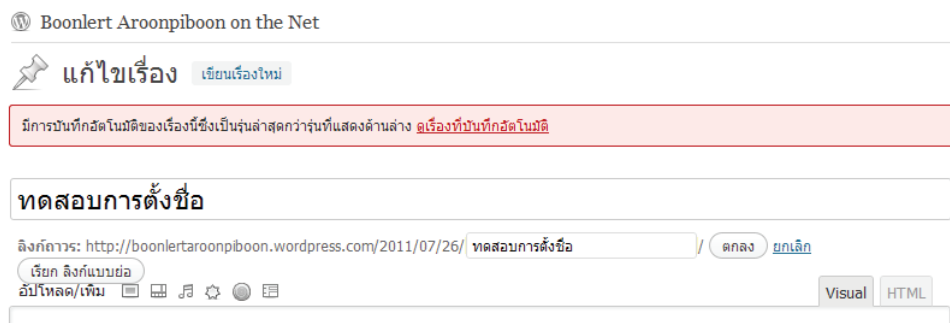 Boonlert Aroonpiboon on the Net
แก้ไขเรื่อง เขียนเรื่องใหม่
มีการบันทึกอัตโนมัติของเรื่องนี้ซึ่งเป็นรุ่นล่าสุดกว่ารุ่นที่แสดงด้านล่าง ดูเรื่องที่บันทึกอัตโนมัติ
ทดสอบการตั้งชื่อ
ลิงก์ถาวร: http://boonlertaroonpiboon.wordpress.com/2011/07/26/ ทดสอบการตั้งชื่อ / ตกลง ยกเลิก
เรียก ลิงก์แบบย่อ
อัปโหลด/เพิ่ม Visual HTML